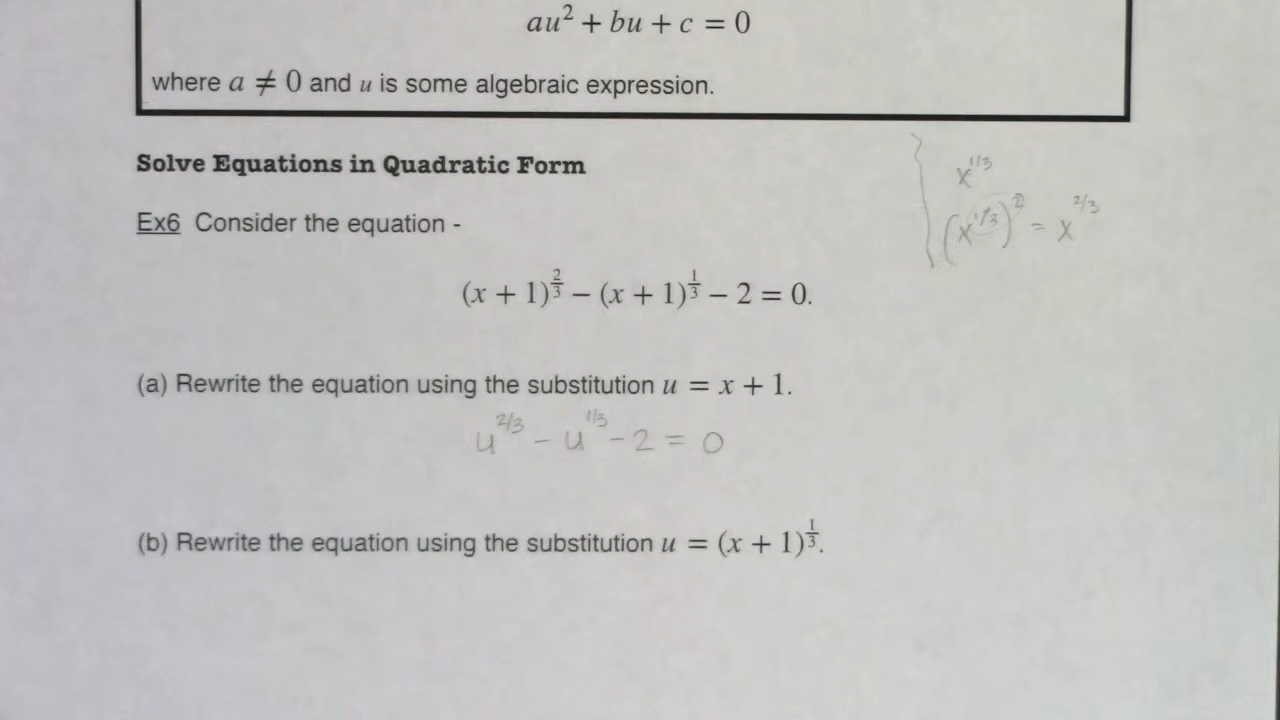 au² + bu + c = 0
where a ≠ 0 and u is some algebraic expression.
Solve Equations in Quadratic Form
x^{1/3}
(x^{1/3})^2 = x^{2/3}
Ex6 Consider the equation -
(x + 1)^{2/3} – (x + 1)^{1/3} – 2 = 0.
(a) Rewrite the equation using the substitution u = x + 1.
u^{2/3} - u^{1/3} - 2 = 0
(b) Rewrite the equation using the substitution u = (x + 1)^{1/3}.